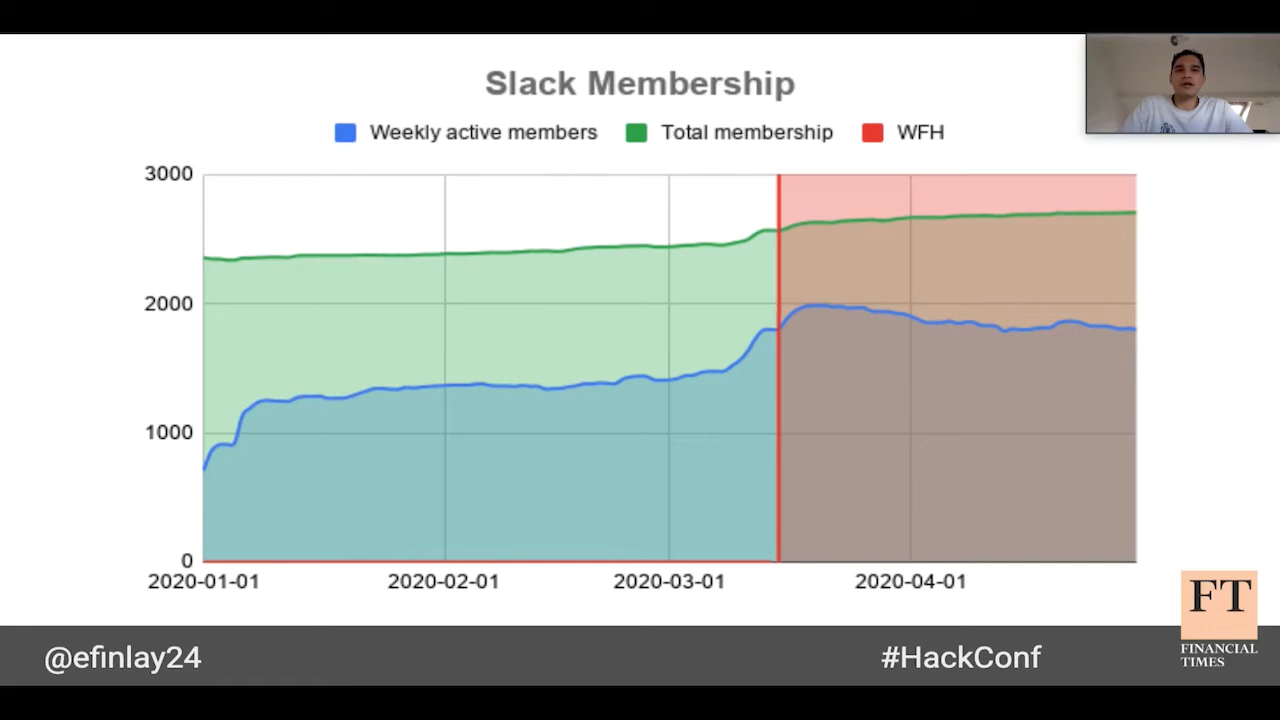 Slack Membership
Weekly active members Total membership WFH
3000
2000
1000
0
2020-01-01 2020-02-01 2020-03-01 2020-04-01
FT
FINANCIAL
TIMES
@efinlay24 #HackConf